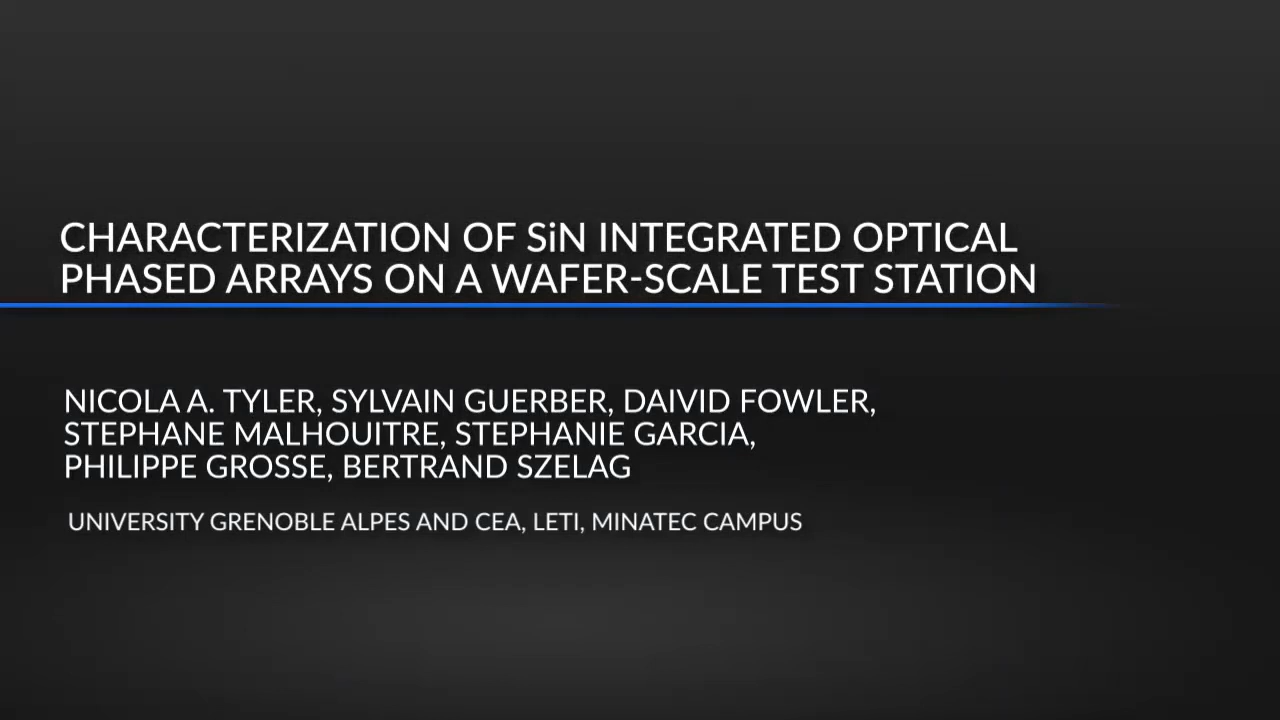 CHARACTERIZATION OF SiN INTEGRATED OPTICAL
PHASED ARRAYS ON A WAFER-SCALE TEST STATION
NICOLA A. TYLER, SYLVAIN GUERBER, DAIVID FOWLER,
STEPHANE MALHOUITRE, STEPHANIE GARCIA,
PHILIPPE GROSSE, BERTRAND SZELAG
UNIVERSITY GRENOBLE ALPES AND CEA, LETI, MINATEC CAMPUS